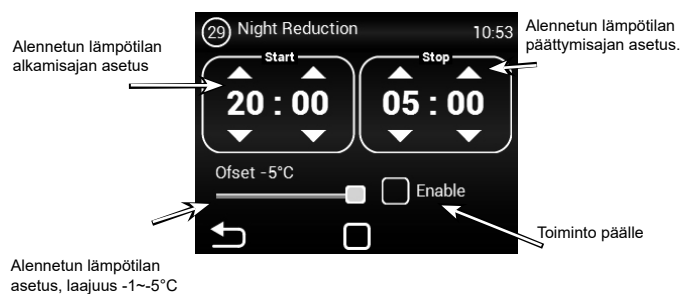 29 Night Reduction 10:53
Alennetun lämpötilan
alkamisajan asetus
Alennetun lämpötilan
päättymisajan asetus.
Start
20 : 00
Stop
05 : 00
Ofset -5°C
Enable
Toiminto päälle
Alennetun lämpötilan
asetus, laajuus -1~-5°C